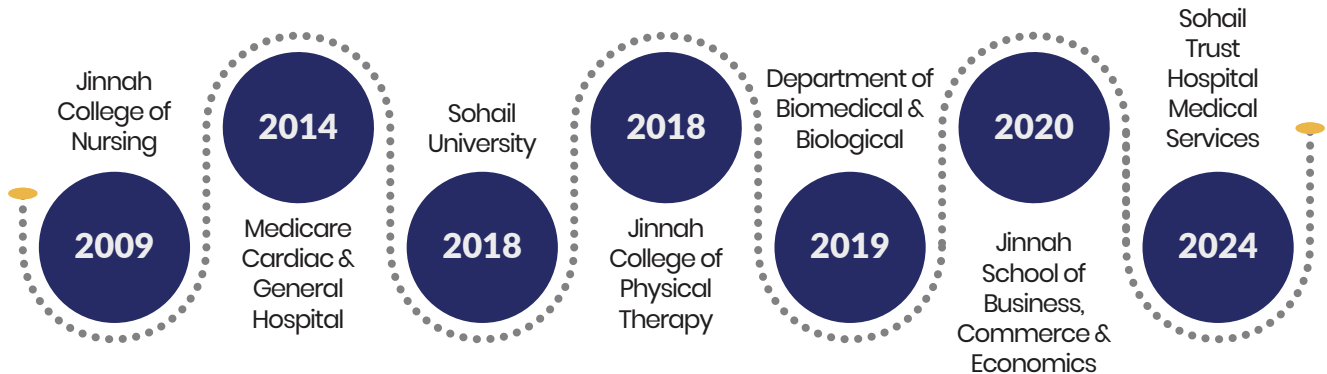 Jinnah
College of
Nursing
2009
2014
Medicare
Cardiac &
General
Hospital
Sohail
University
2018
2018
Jinnah
College of
Physical
Therapy
Department of
Biomedical &
Biological
2019
2020
Jinnah
School of
Business,
Commerce &
Economics
Sohail
Trust
Hospital
Medical
Services
2024